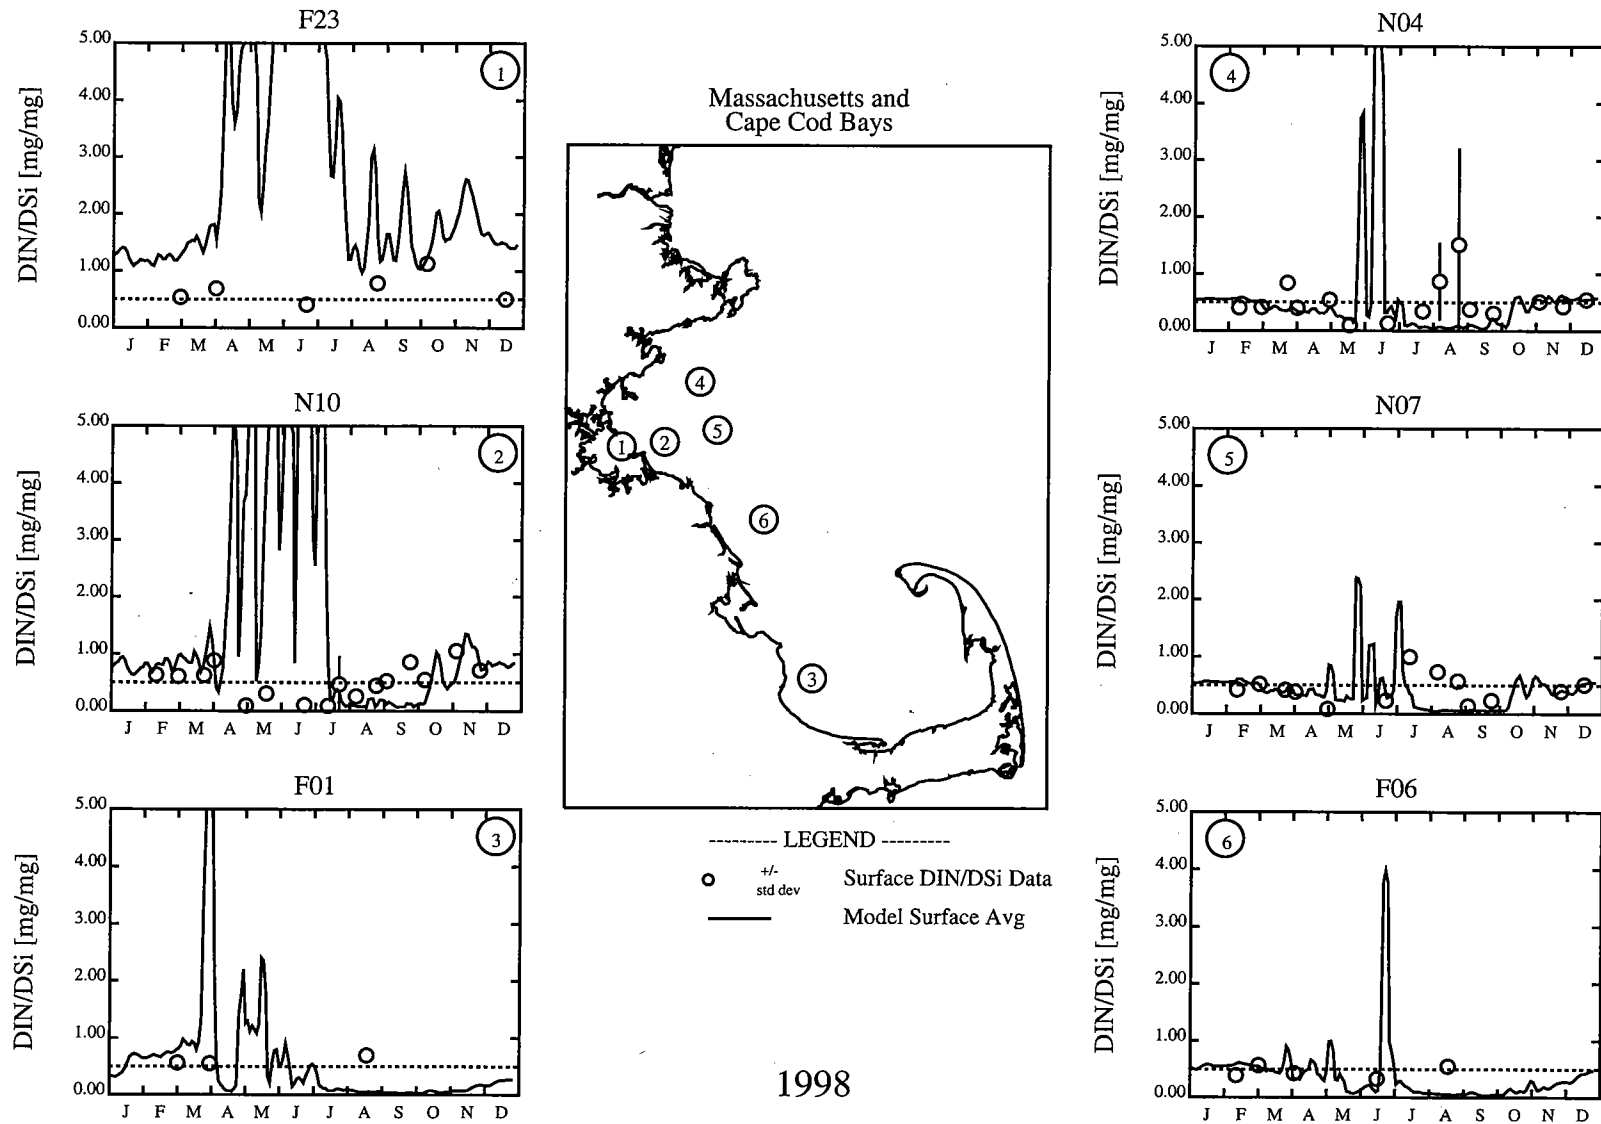 F23
5.00
4.00
3.00
2.00
1.00
0.00
DIN/DSi [mg/mg]
1
J F M A M J J A S O N D
N10
5.00
4.00
3.00
2.00
1.00
0.00
DIN/DSi [mg/mg]
2
J F M A M J J A S O N D
F01
5.00
4.00
3.00
2.00
1.00
0.00
DIN/DSi [mg/mg]
3
J F M A M J J A S O N D
Massachusetts and
Cape Cod Bays
4
5
1
2
6
3
-------- LEGEND --------
+/-
std dev
Surface DIN/DSi Data
Model Surface Avg
1998
N04
5.00
4.00
3.00
2.00
1.00
0.00
DIN/DSi [mg/mg]
4
J F M A M J J A S O N D
N07
5.00
4.00
3.00
2.00
1.00
0.00
DIN/DSi [mg/mg]
5
J F M A M J J A S O N D
F06
5.00
4.00
3.00
2.00
1.00
0.00
DIN/DSi [mg/mg]
6
J F M A M J J A S O N D